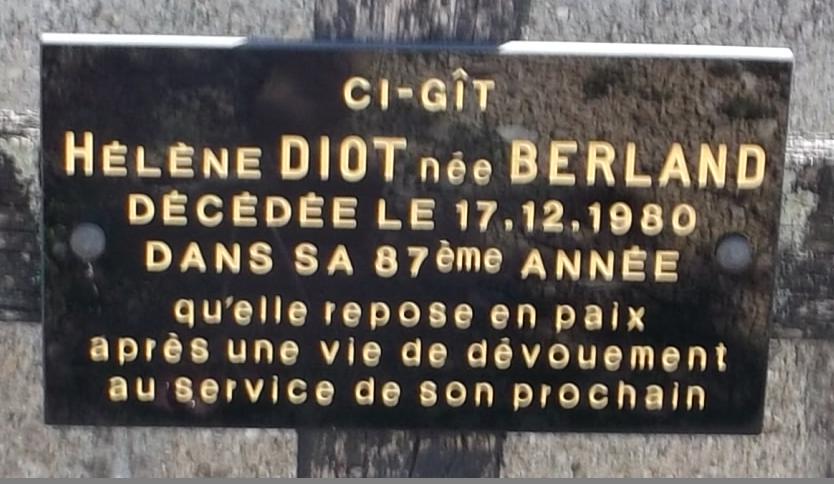 CI-GÎT
HÉLÈNE DIOT née BERLAND
DÉCÉDÉE LE 17.12.1980
DANS SA 87ème ANNÉE
qu'elle repose en paix
après une vie de dévouement
au service de son prochain